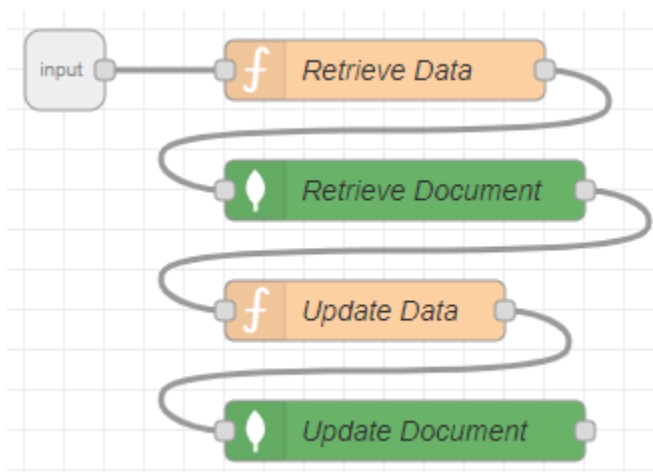 input
Retrieve Data
Retrieve Document
Update Data
Update Document